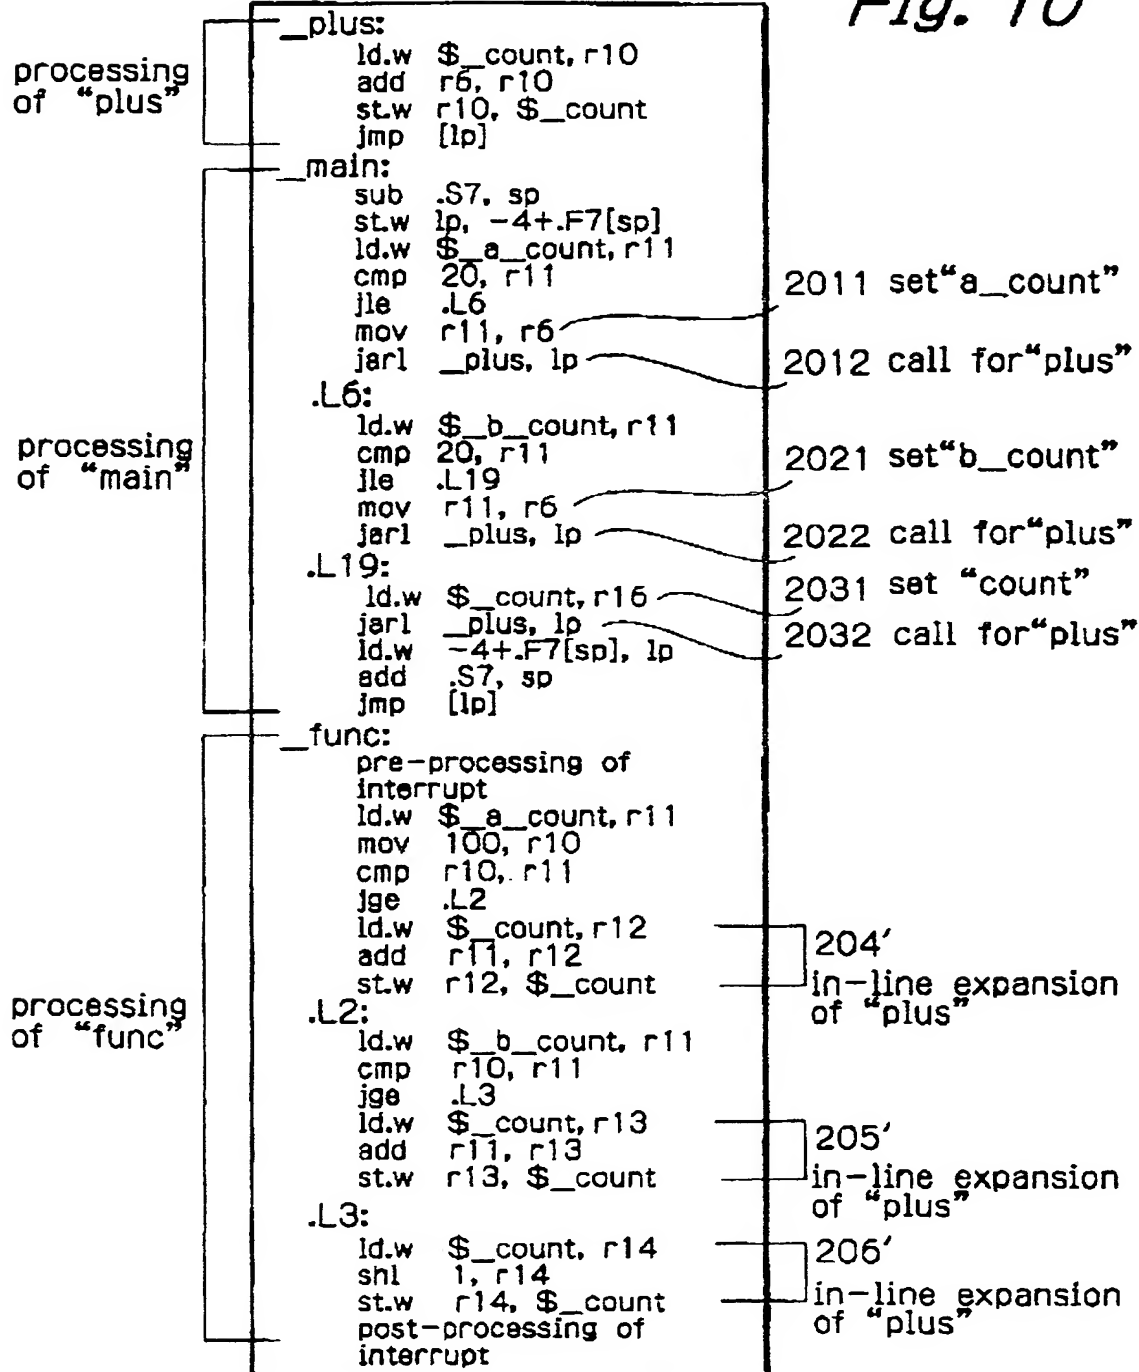 Fig. 10
_plus:
ld.w $_count, r10
add r6, r10
st.w r10, $_count
jmp [lp]
processing
of “plus”
_main:
sub .S7, sp
st.w lp, -4+.F7[sp]
ld.w $_a_count, r11
cmp 20, r11
jle .L6
mov r11, r6
2011 set“a_count”
jarl _plus, lp
2012 call for“plus”
.L6:
ld.w $_b_count, r11
cmp 20, r11
jle .L19
mov r11, r6
2021 set“b_count”
jarl _plus, lp
2022 call for“plus”
.L19:
ld.w $_count, r16
2031 set “count”
jarl _plus, lp
2032 call for“plus”
ld.w -4+.F7[sp], lp
add .S7, sp
jmp [lp]
processing
of “main”
_func:
pre-processing of
interrupt
ld.w $_a_count, r11
mov 100, r10
cmp r10, r11
jge .L2
ld.w $_count, r12
add r11, r12
st.w r12, $_count
204′
in-line expansion
of “plus”
.L2:
ld.w $_b_count, r11
cmp r10, r11
jge .L3
ld.w $_count, r13
add r11, r13
st.w r13, $_count
205′
in-line expansion
of “plus”
.L3:
ld.w $_count, r14
shl 1, r14
st.w r14, $_count
206′
in-line expansion
of “plus”
post-processing of
interrupt
processing
of “func”